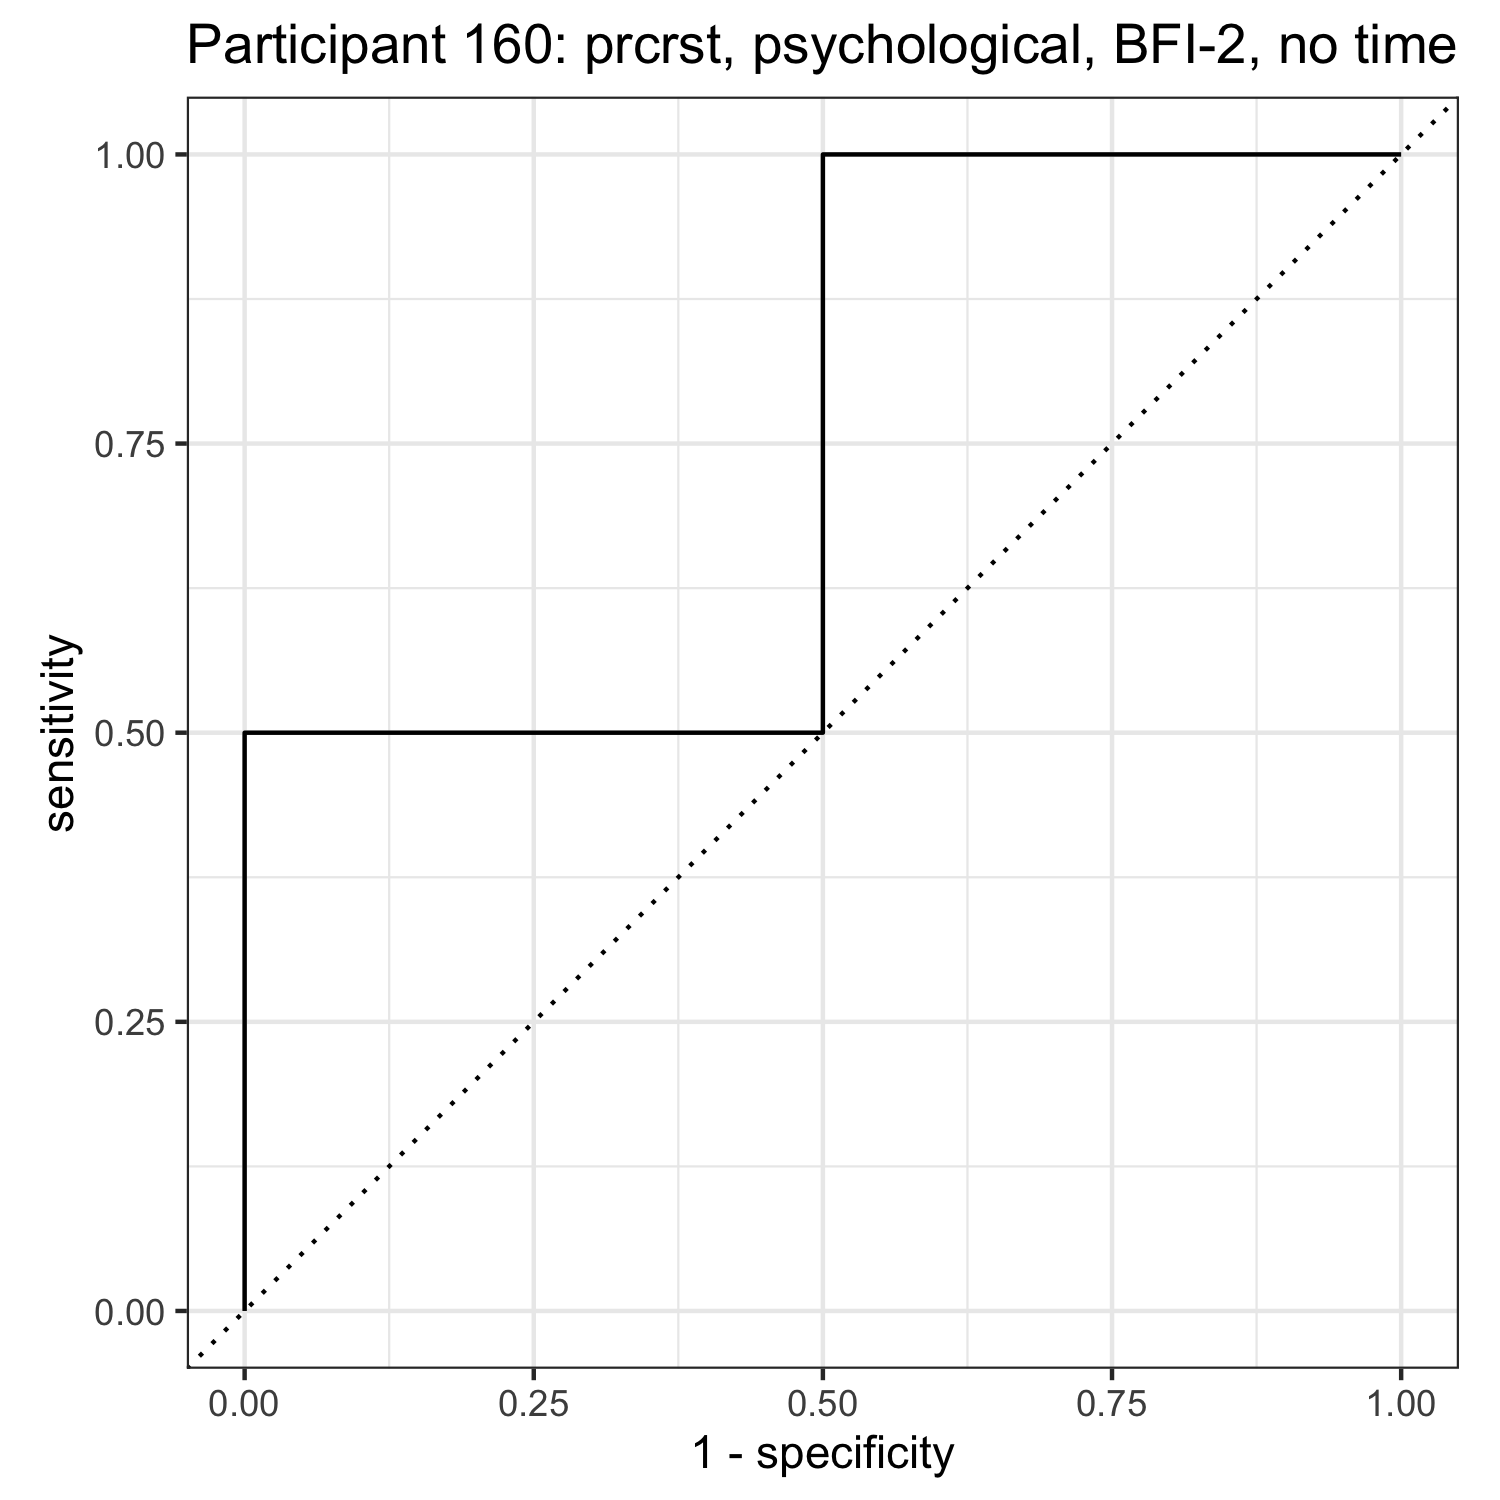 Participant 160: prcrst, psychological, BFI-2, no time
1.00
0.75
0.50
0.25
0.00
sensitivity
0.00 0.25 0.50 0.75 1.00
1 - specificity